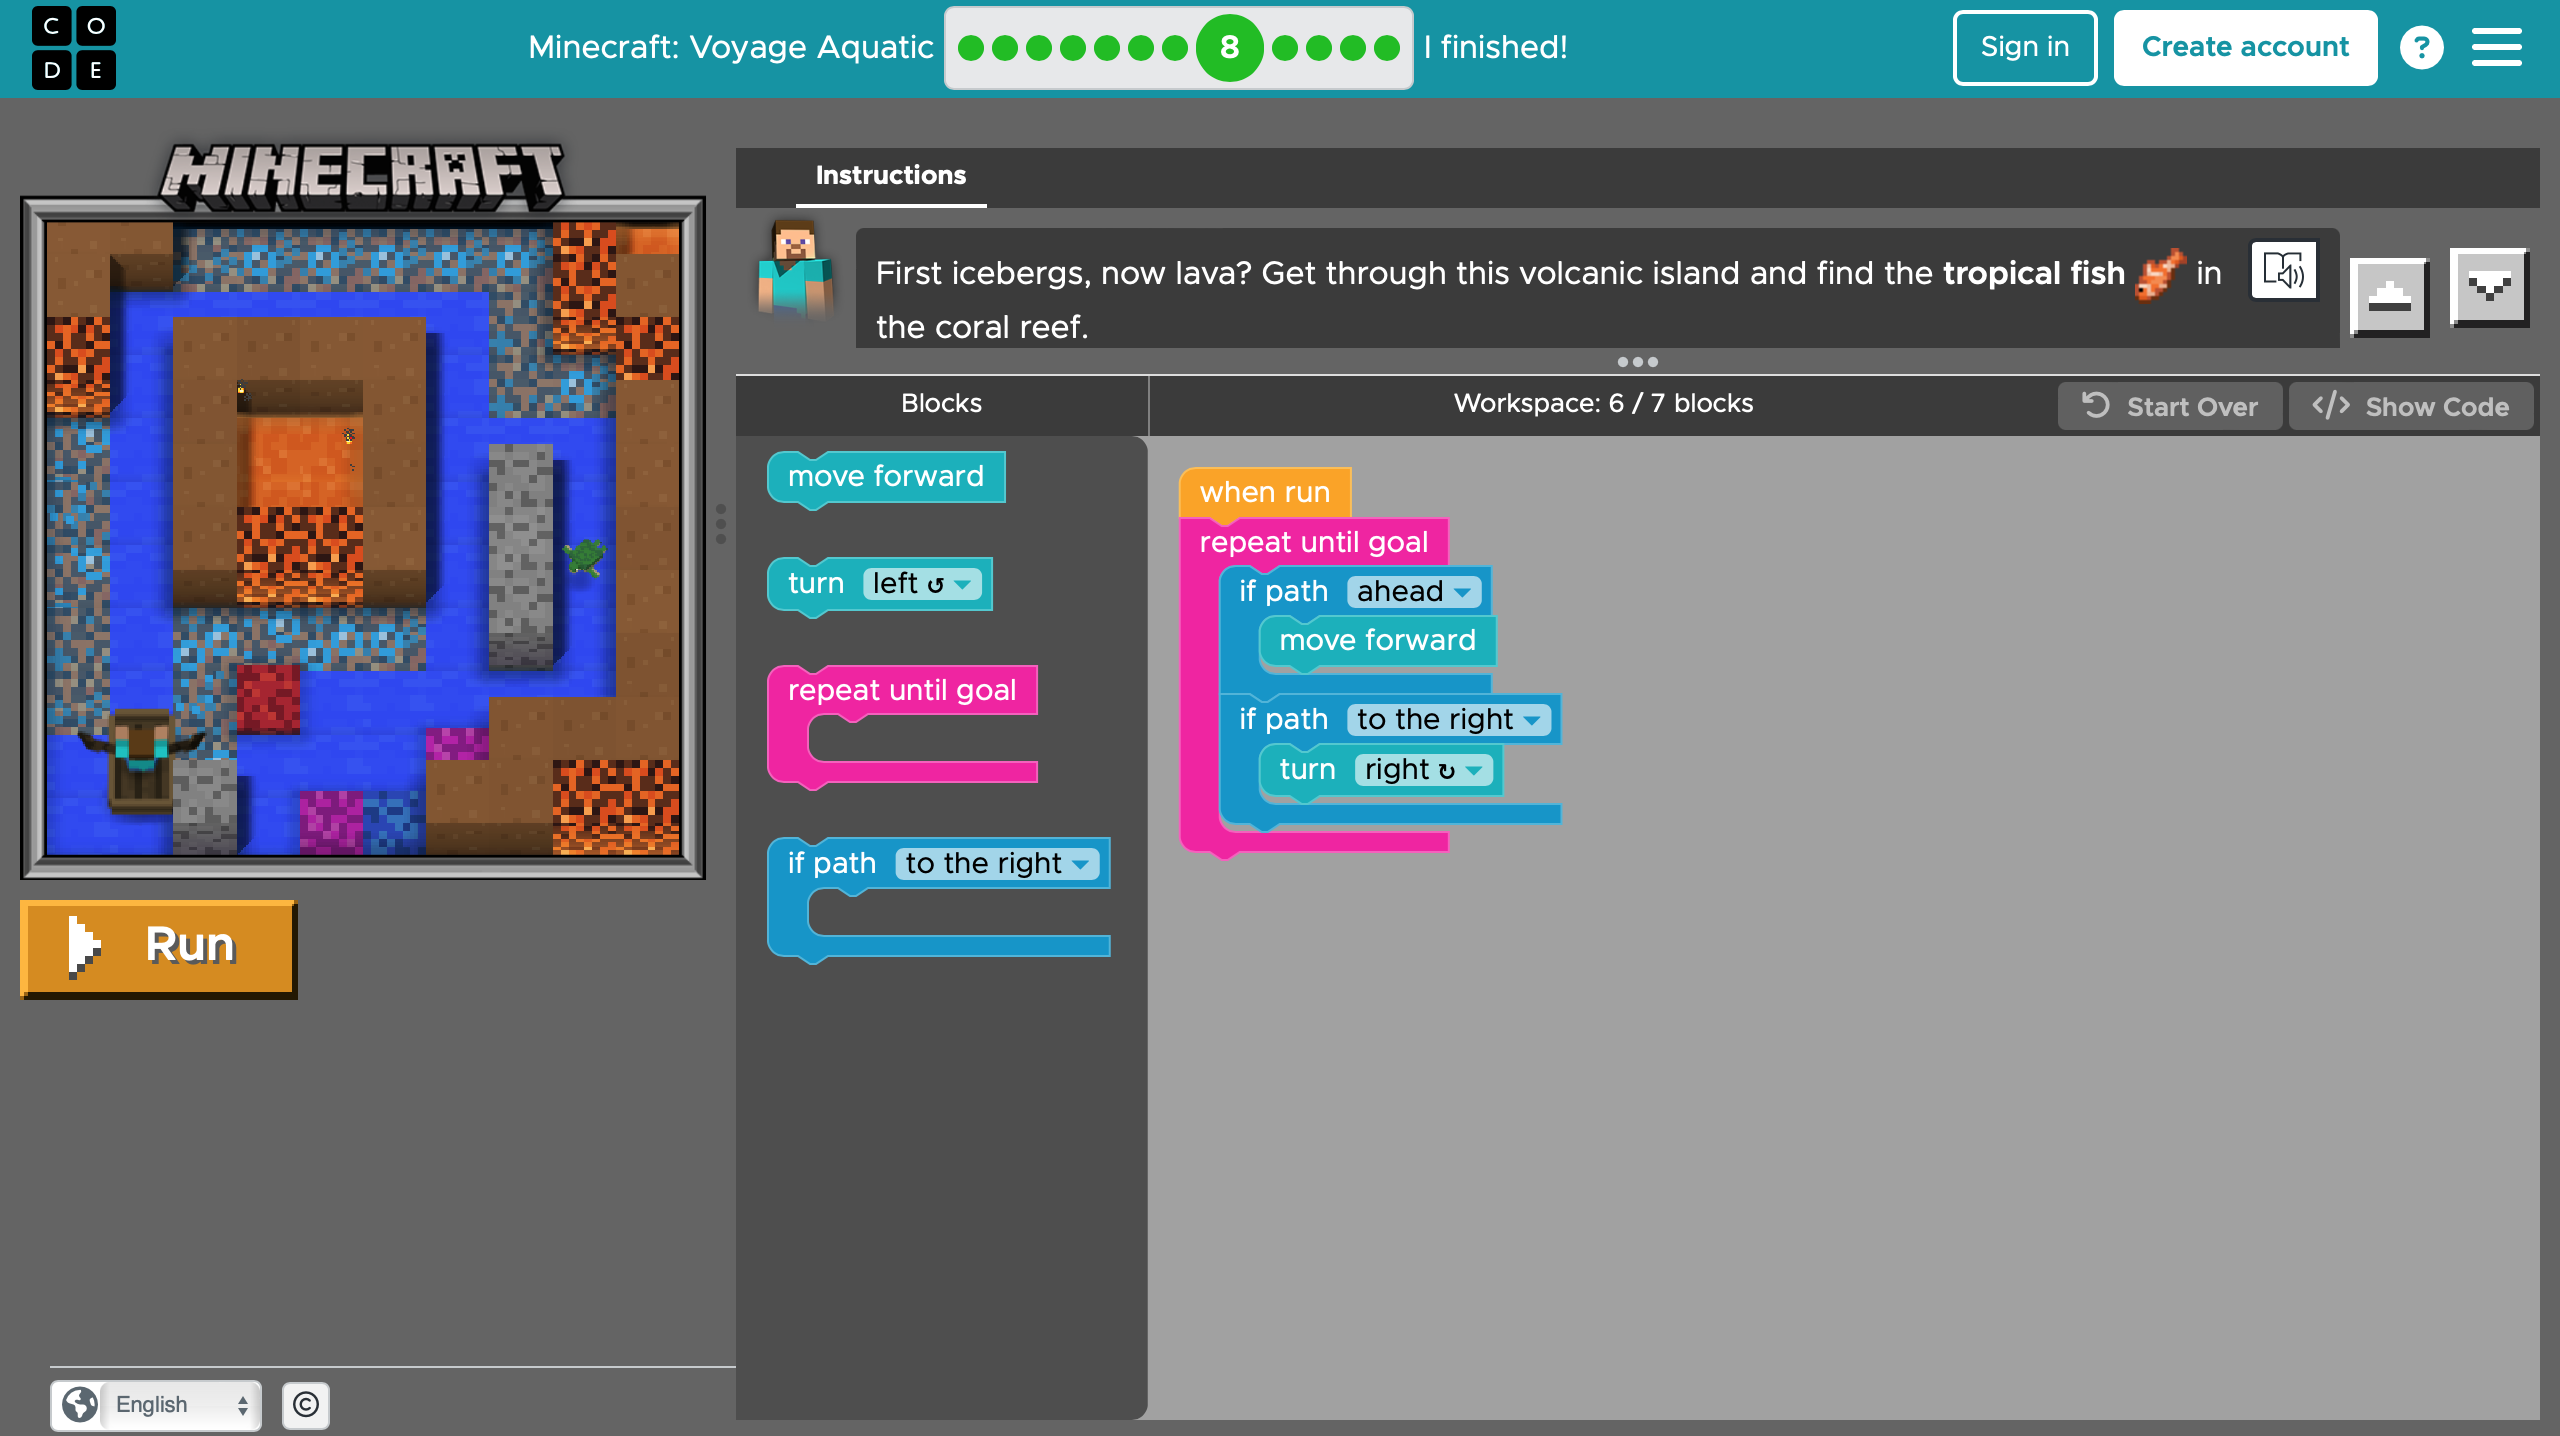 CODE
Minecraft: Voyage Aquatic 8 I finished!
Sign in
Create account
?
MINECRAFT
Instructions
First icebergs, now lava? Get through this volcanic island and find the tropical fish in
the coral reef.
Blocks
Workspace: 6 / 7 blocks
Start Over
</> Show Code
move forward
turn left ↺
repeat until goal
if path to the right
when run
repeat until goal
if path ahead
move forward
if path to the right
turn right ↻
Run
English
©